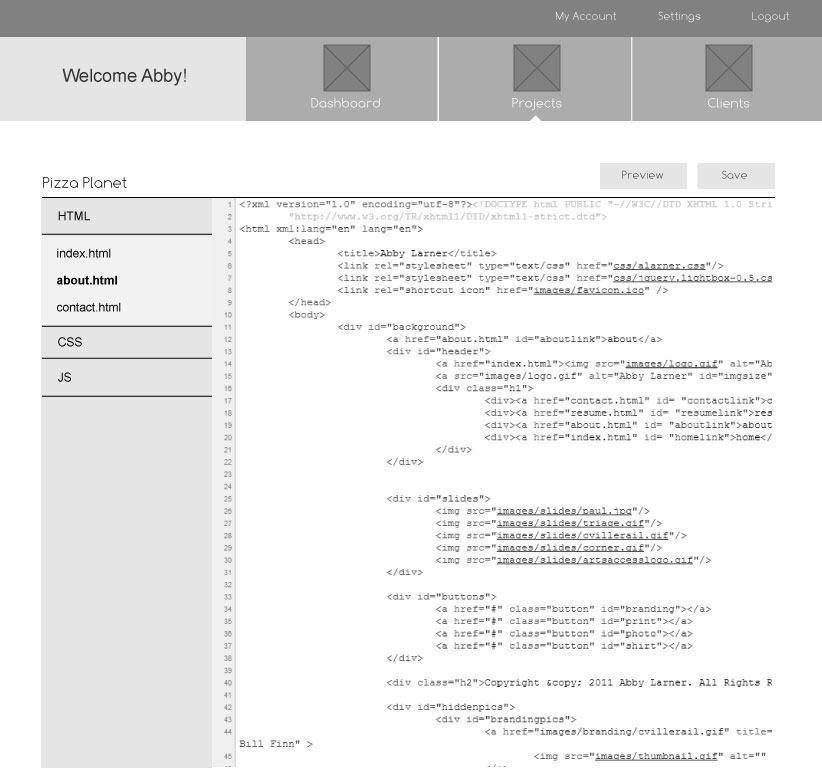 My Account Settings Logout
Welcome Abby!
Dashboard Projects Clients
Pizza Planet
Preview Save
HTML
index.html
about.html
contact.html
CSS
JS
1 <?xml version="1.0" encoding="utf-8"?><!DOCTYPE html PUBLIC "-//W3C//DTD XHTML 1.0 Stri
2 "http://www.w3.org/TR/xhtml1/DTD/xhtml1-strict.dtd">
3 <html xml:lang="en" lang="en">
4 <head>
5 <title>Abby Larner</title>
6 <link rel="stylesheet" type="text/css" href="css/alarner.css"/>
7 <link rel="stylesheet" type="text/css" href="css/jquery.lightbox-0.5.cs
8 <link rel="shortcut icon" href="images/favicon.ico" />
9 </head>
10 <body>
11 <div id="background">
12 <a href="about.html" id="aboutlink">about</a>
13 <div id="header">
14 <a href="index.html"><img src="images/logo.gif" alt="Ab
15 <a src="images/logo.gif" alt="Abby Larner" id="imgsize"
16 <div class="h1">
17 <div><a href="contact.html" id= "contactlink">c
18 <div><a href="resume.html" id= "resumelink">res
19 <div><a href="about.html" id= "aboutlink">about
20 <div><a href="index.html" id= "homelink">home</
21 </div>
22 </div>
23
24
25 <div id="slides">
26 <img src="images/slides/paul.jpg"/>
27 <img src="images/slides/triage.gif"/>
28 <img src="images/slides/cvillerail.gif"/>
29 <img src="images/slides/corner.gif"/>
30 <img src="images/slides/artsaccesslogo.gif"/>
31 </div>
32
33 <div id="buttons">
34 <a href="#" class="button" id="branding"></a>
35 <a href="#" class="button" id="print"></a>
36 <a href="#" class="button" id="photo"></a>
37 <a href="#" class="button" id="shirt"></a>
38 </div>
39
40 <div class="h2">Copyright &copy; 2011 Abby Larner. All Rights R
41
42 <div id="hiddenpics">
43 <div id="brandingpics">
44 <a href="images/branding/cvillerail.gif" title=
Bill Finn" >
45 <img src="images/thumbnail.gif" alt=""